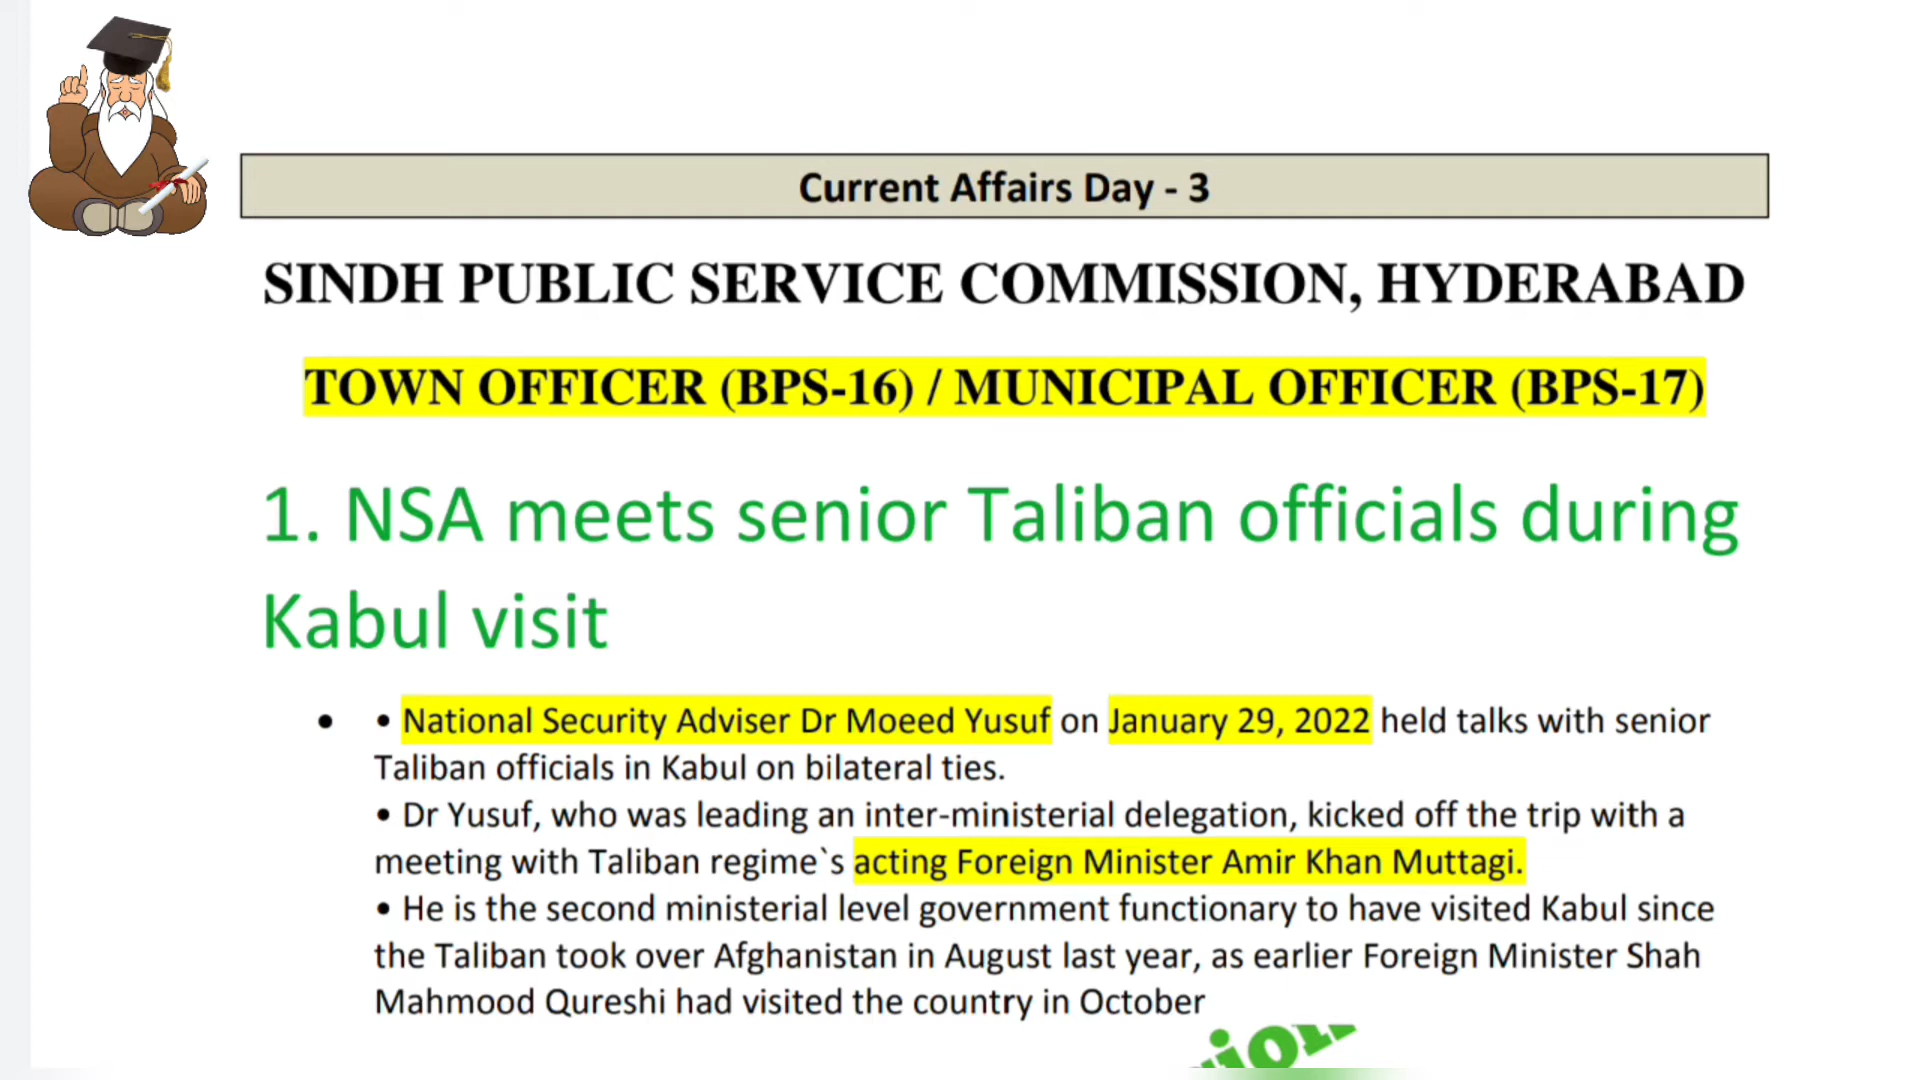 Current Affairs Day - 3
SINDH PUBLIC SERVICE COMMISSION, HYDERABAD
TOWN OFFICER (BPS-16) / MUNICIPAL OFFICER (BPS-17)
1. NSA meets senior Taliban officials during
Kabul visit
• • National Security Adviser Dr Moeed Yusuf on January 29, 2022 held talks with senior
Taliban officials in Kabul on bilateral ties.
• Dr Yusuf, who was leading an inter-ministerial delegation, kicked off the trip with a
meeting with Taliban regime`s acting Foreign Minister Amir Khan Muttagi.
• He is the second ministerial level government functionary to have visited Kabul since
the Taliban took over Afghanistan in August last year, as earlier Foreign Minister Shah
Mahmood Qureshi had visited the country in October